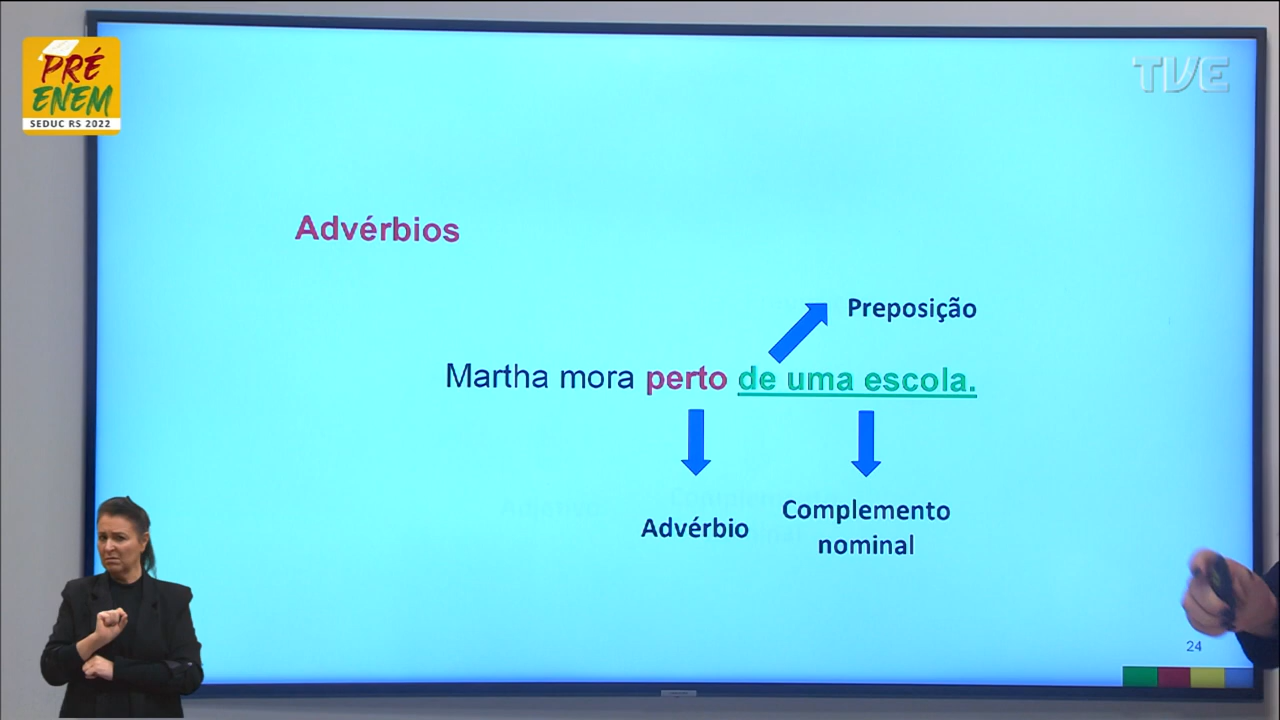 PRÉ
ENEM
SEDUC RS 2022
TVE
Advérbios
Preposição
Martha mora perto de uma escola.
Advérbio
Complemento
nominal
24